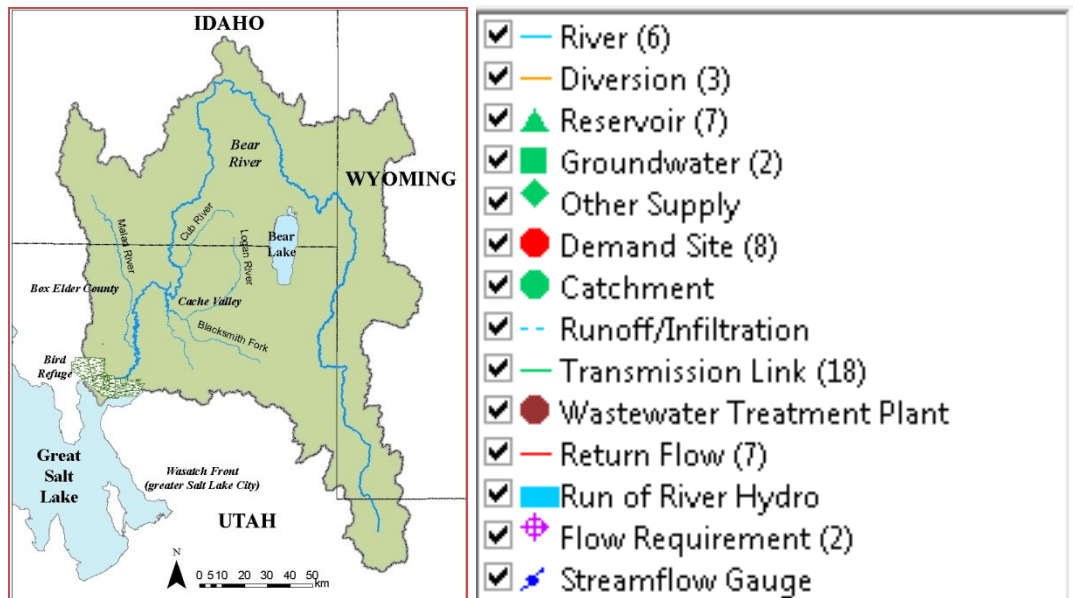 IDAHO
Bear
River
WYOMING
Malad River
Cub River
Logan River
Bear
Lake
Box Elder County
Cache Valley
Blacksmith Fork
Bird
Refuge
Great
Salt
Lake
Wasatch Front
(greater Salt Lake City)
UTAH
N
0 5 10 20 30 40 50
km
River (6)
Diversion (3)
Reservoir (7)
Groundwater (2)
Other Supply
Demand Site (8)
Catchment
Runoff/Infiltration
Transmission Link (18)
Wastewater Treatment Plant
Return Flow (7)
Run of River Hydro
Flow Requirement (2)
Streamflow Gauge